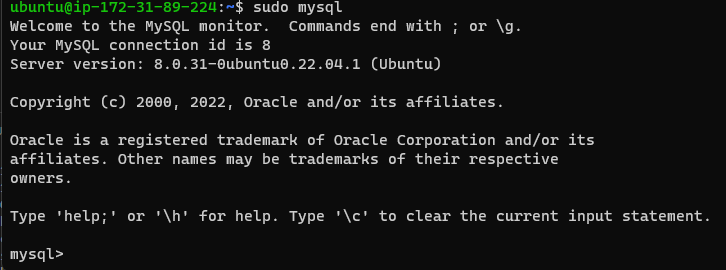 ubuntu@ip-172-31-89-224:~$ sudo mysql
Welcome to the MySQL monitor.  Commands end with ; or \g.
Your MySQL connection id is 8
Server version: 8.0.31-0ubuntu0.22.04.1 (Ubuntu)

Copyright (c) 2000, 2022, Oracle and/or its affiliates.

Oracle is a registered trademark of Oracle Corporation and/or its
affiliates. Other names may be trademarks of their respective
owners.

Type 'help;' or '\h' for help. Type '\c' to clear the current input statement.

mysql>